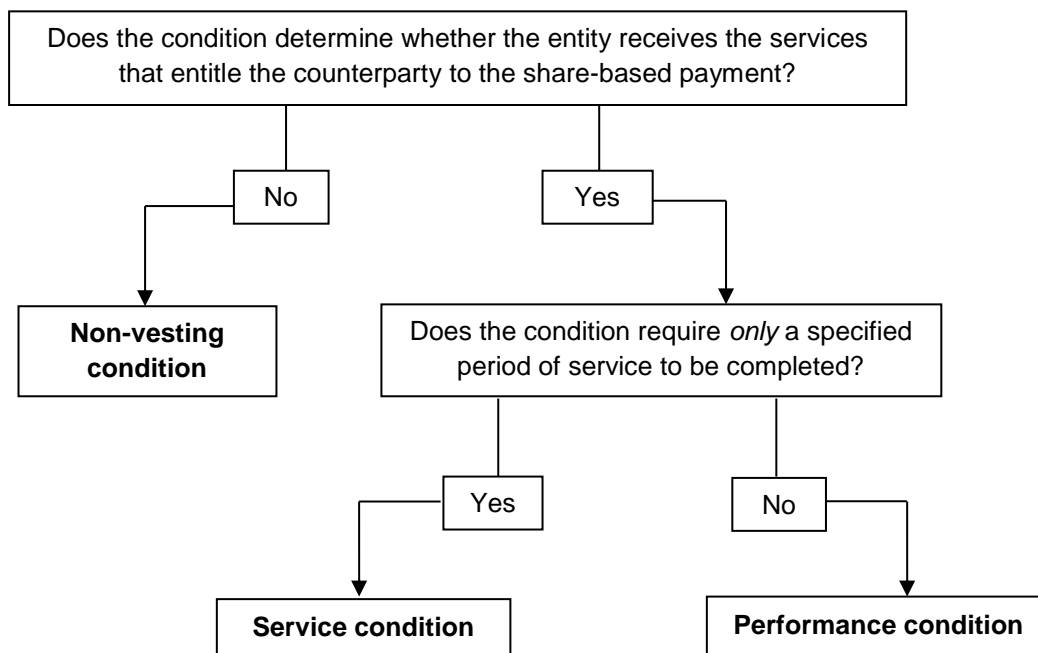 Does the condition determine whether the entity receives the services
that entitle the counterparty to the share-based payment?
No
Yes
Non-vesting
condition
Does the condition require only a specified
period of service to be completed?
Yes
No
Service condition
Performance condition